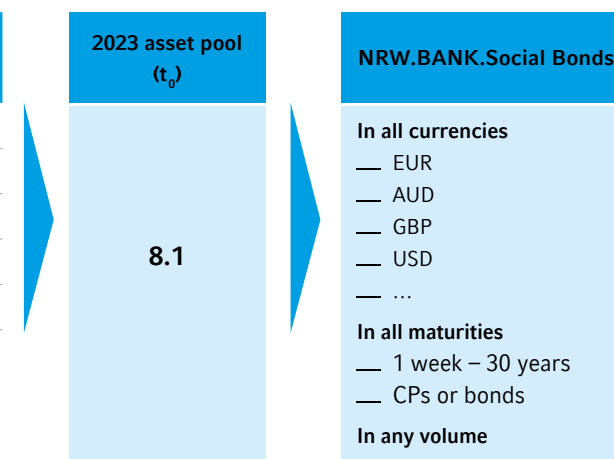 2023 asset pool
(t₀)
8.1
NRW.BANK.Social Bonds
In all currencies
— EUR
— AUD
— GBP
— USD
— …
In all maturities
— 1 week – 30 years
— CPs or bonds
In any volume